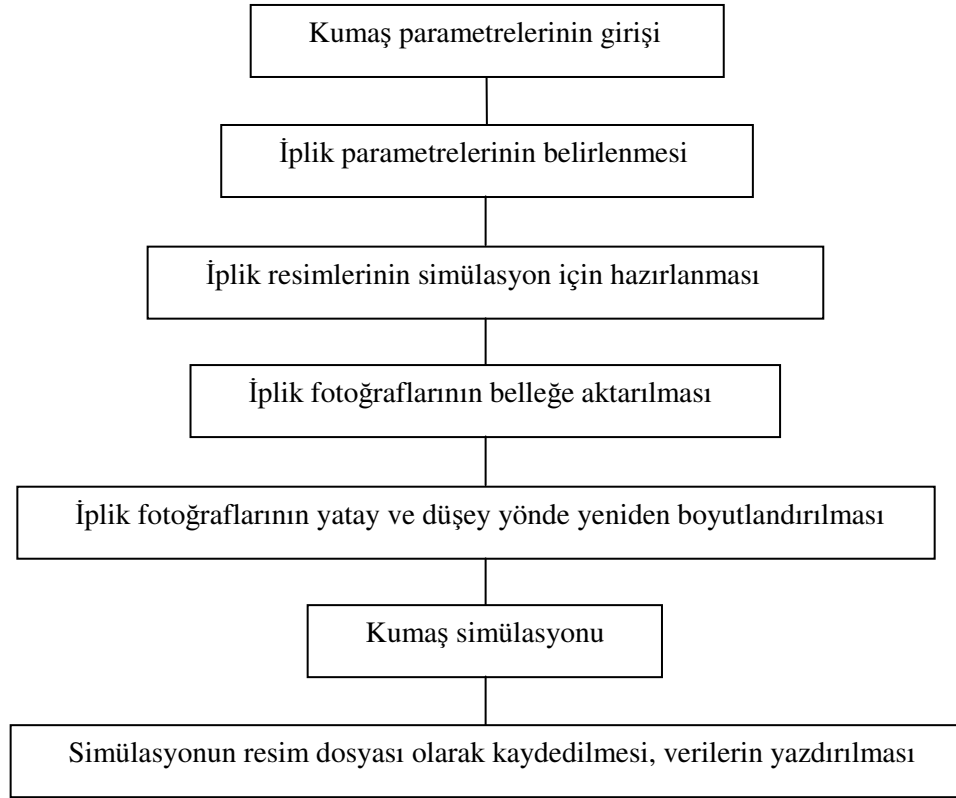 Kumaş parametrelerinin girişi
İplik parametrelerinin belirlenmesi
İplik resimlerinin simülasyon için hazırlanması
İplik fotoğraflarının belleğe aktarılması
İplik fotoğraflarının yatay ve düşey yönde yeniden boyutlandırılması
Kumaş simülasyonu
Simülasyonun resim dosyası olarak kaydedilmesi, verilerin yazdırılması